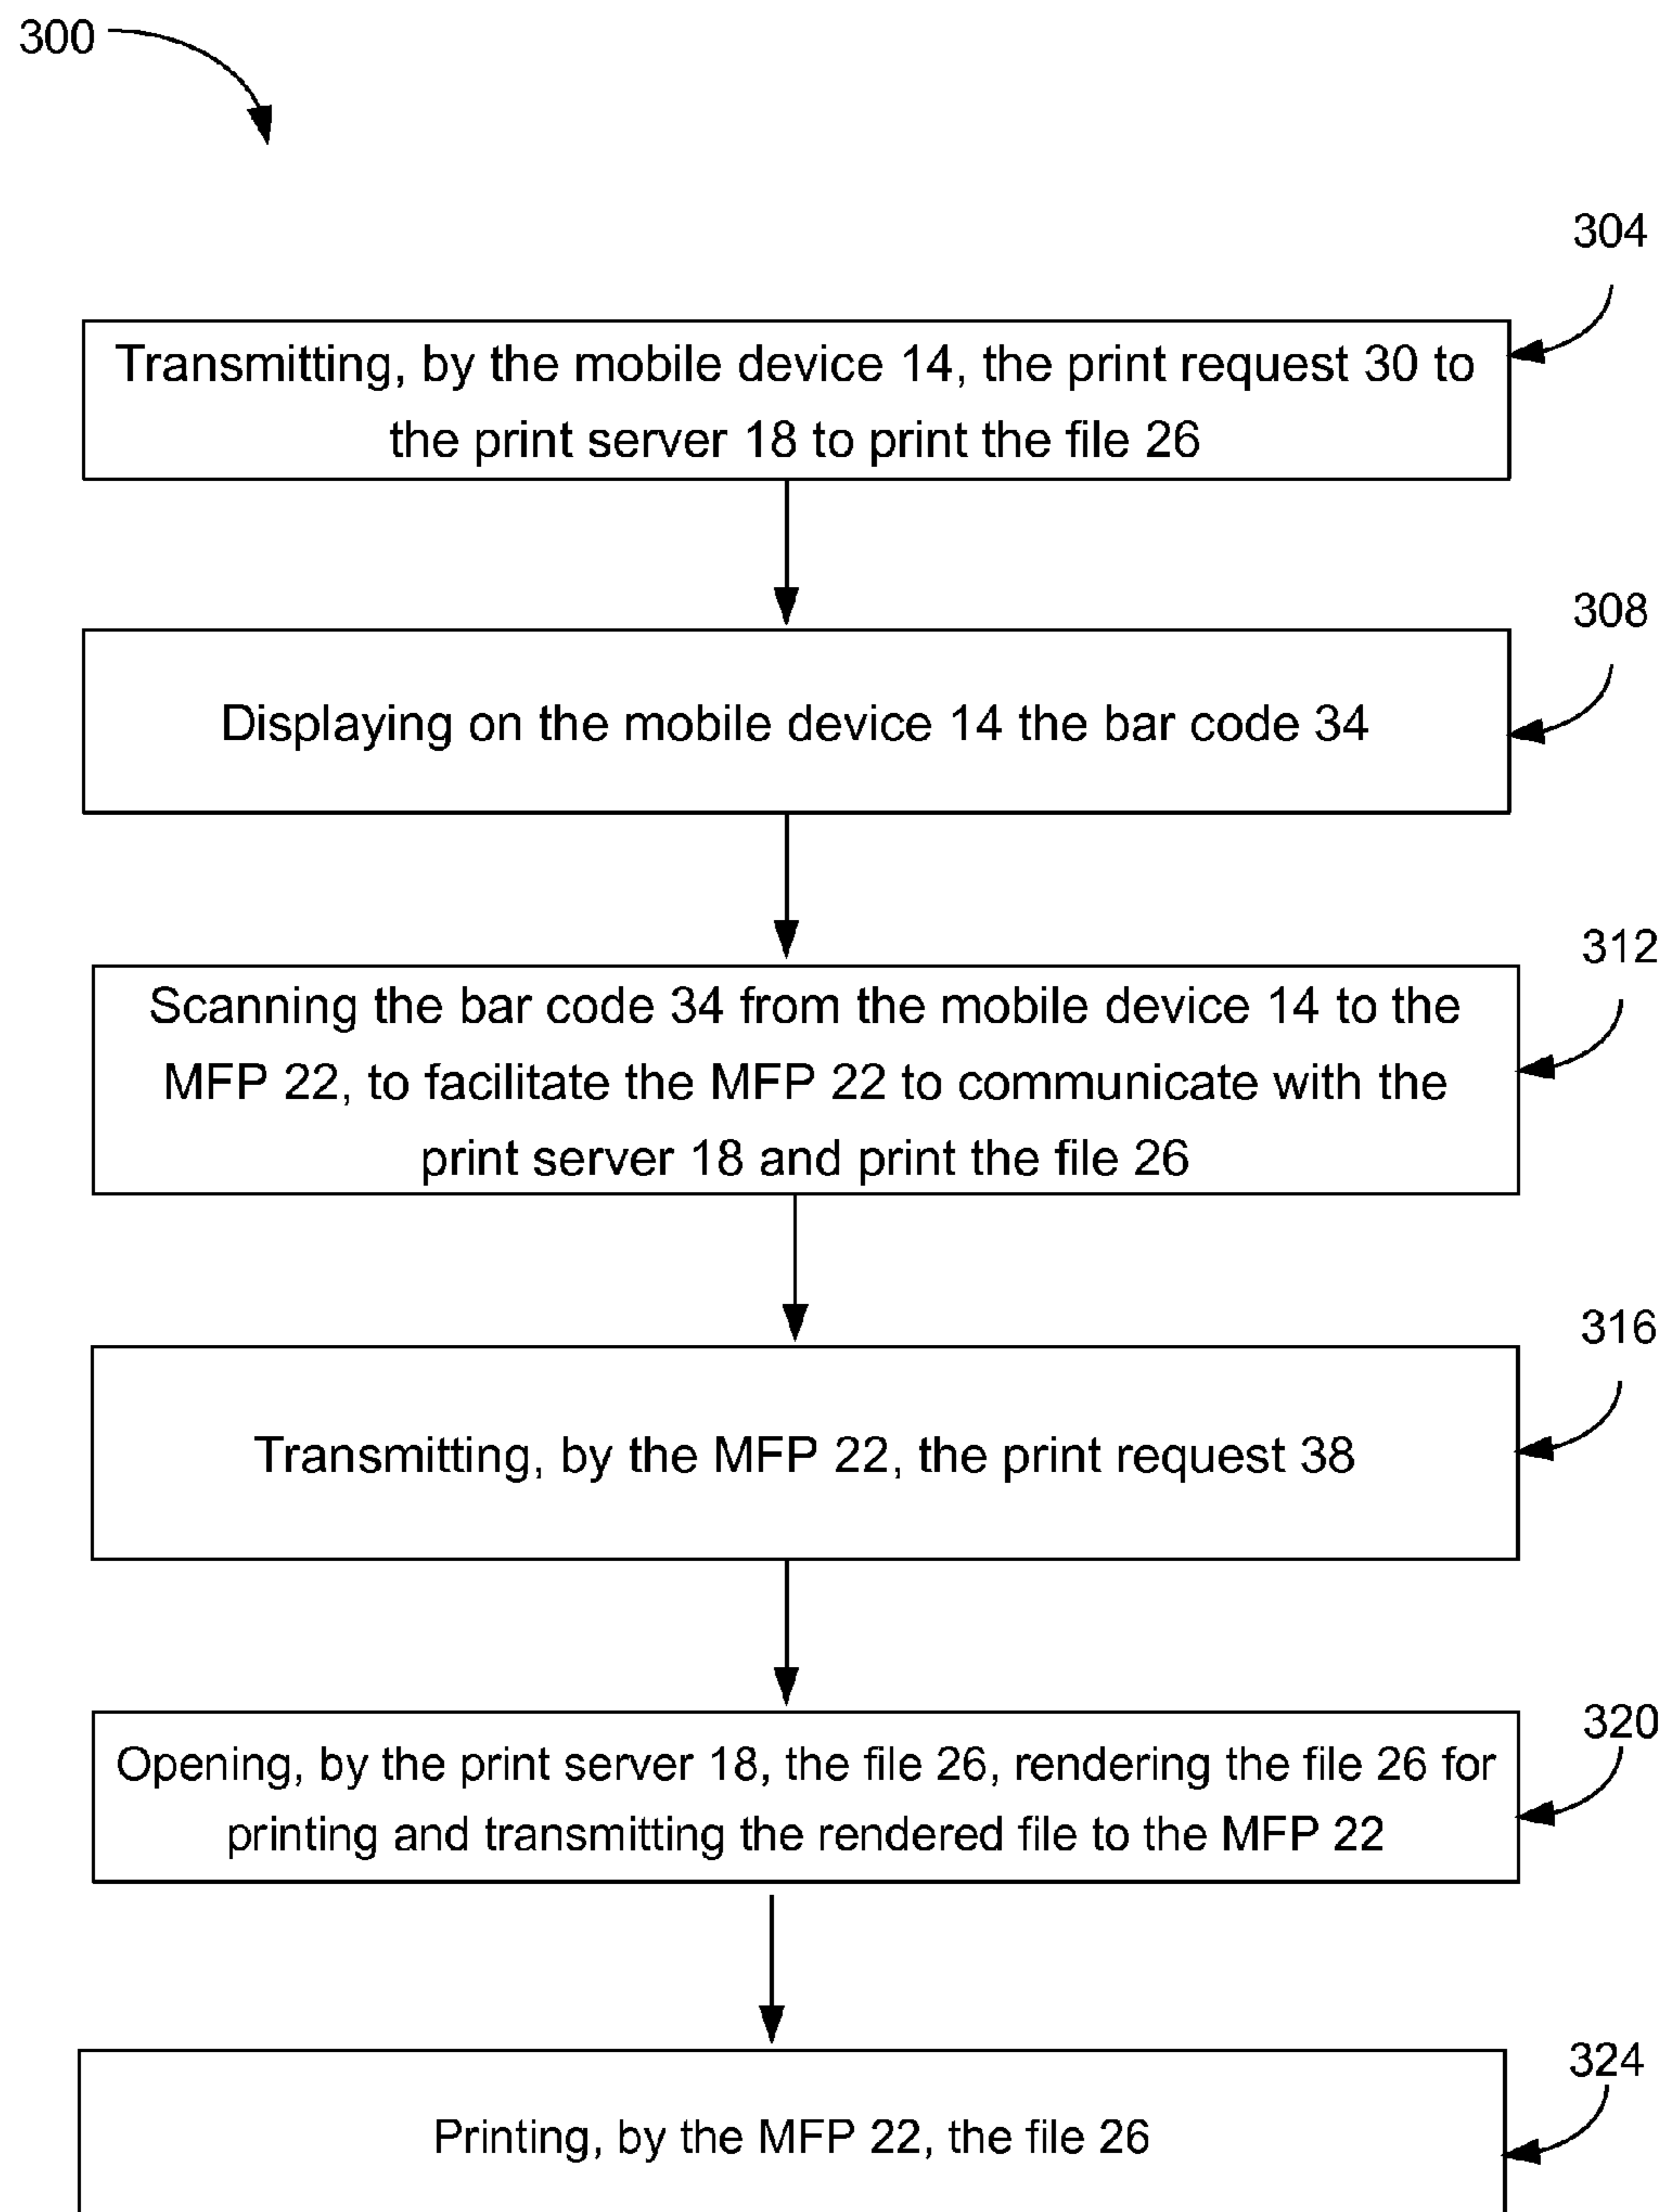 300
304
Transmitting, by the mobile device 14, the print request 30 to
the print server 18 to print the file 26
308
Displaying on the mobile device 14 the bar code 34
312
Scanning the bar code 34 from the mobile device 14 to the
MFP 22, to facilitate the MFP 22 to communicate with the
print server 18 and print the file 26
316
Transmitting, by the MFP 22, the print request 38
320
Opening, by the print server 18, the file 26, rendering the file 26 for
printing and transmitting the rendered file to the MFP 22
324
Printing, by the MFP 22, the file 26